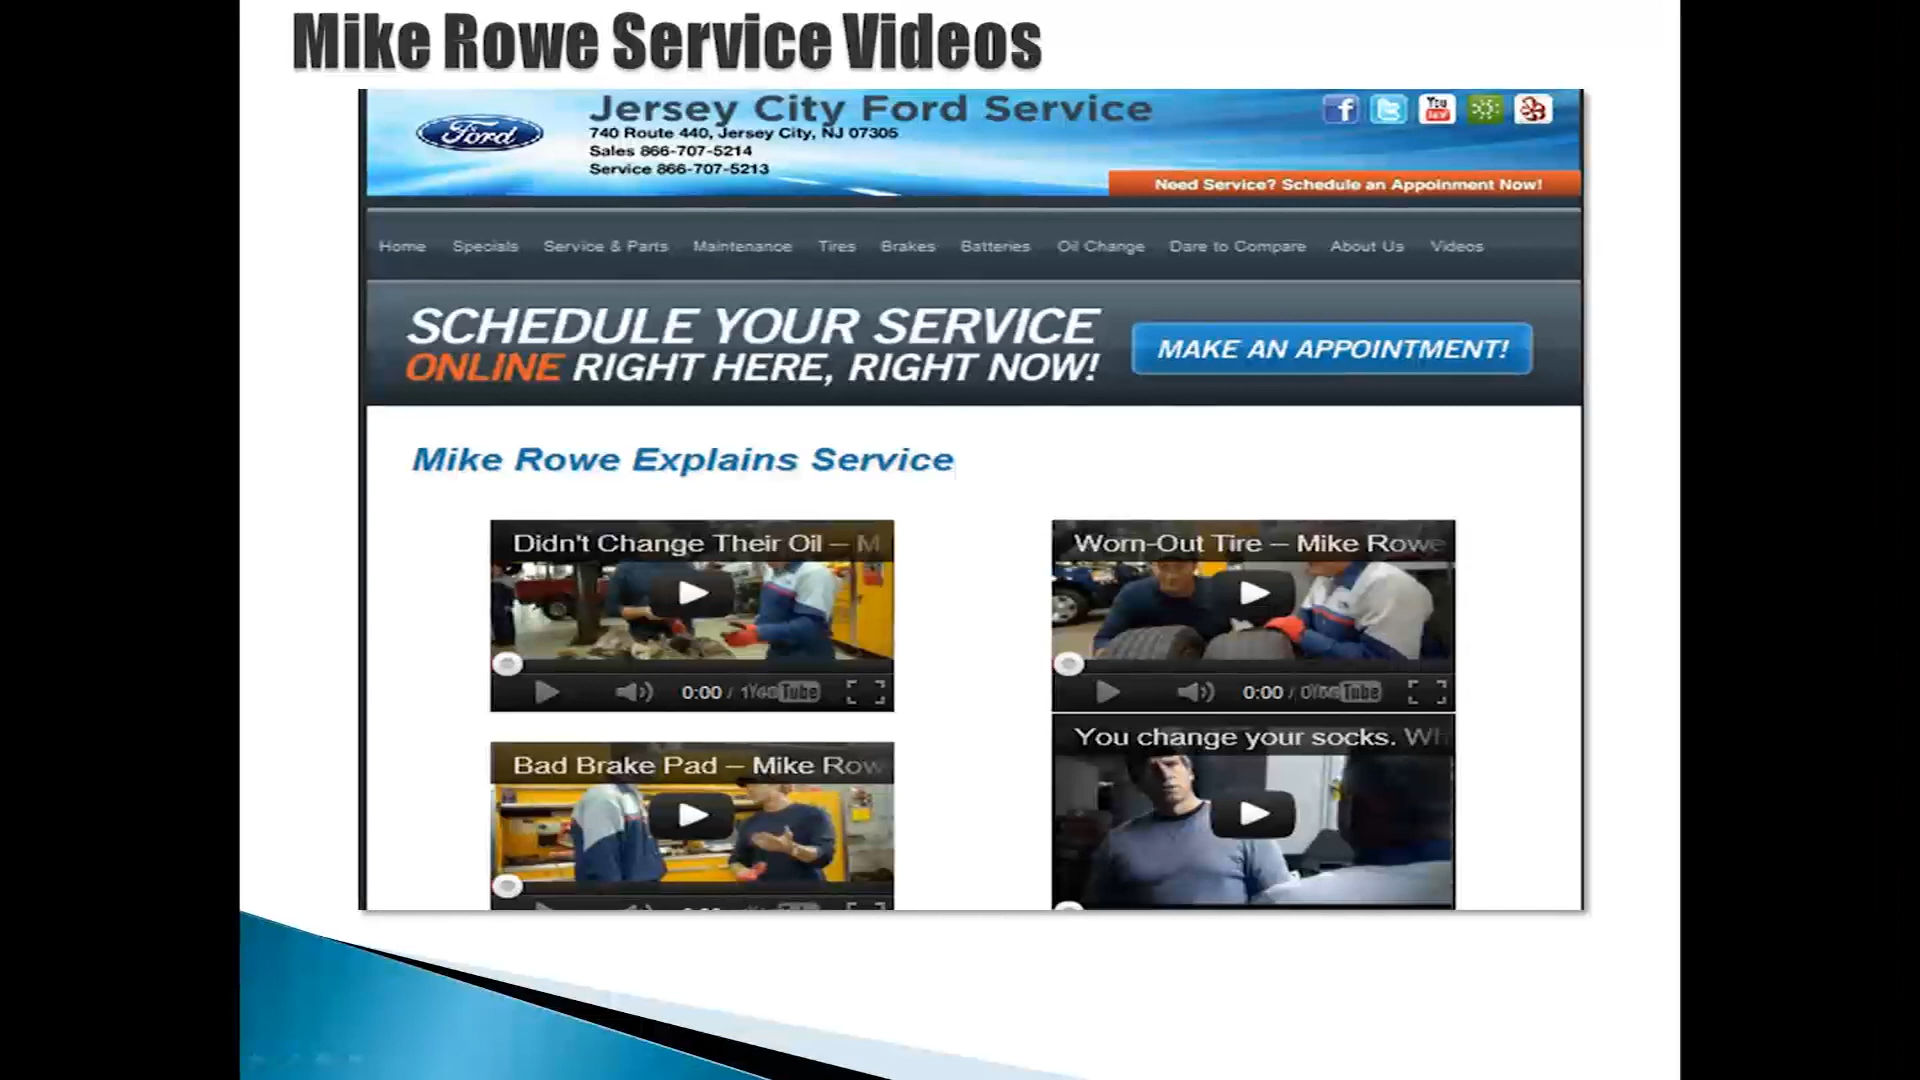 Mike Rowe Service Videos
Ford
Jersey City Ford Service
740 Route 440, Jersey City, NJ 07305
Sales 866-707-5214
Service 866-707-5213
You
Need Service? Schedule an Appoinment Now!
Home Specials Service & Parts Maintenance Tires Brakes Batteries Oil Change Dare to Compare About Us Videos
SCHEDULE YOUR SERVICE
ONLINE RIGHT HERE, RIGHT NOW!
MAKE AN APPOINTMENT!
Mike Rowe Explains Service
Didn't Change Their Oil – M
Worn-Out Tire – Mike Rowe
0:00 /
YouTube
0:00 /
YouTube
Bad Brake Pad – Mike Row
You change your socks. Wh